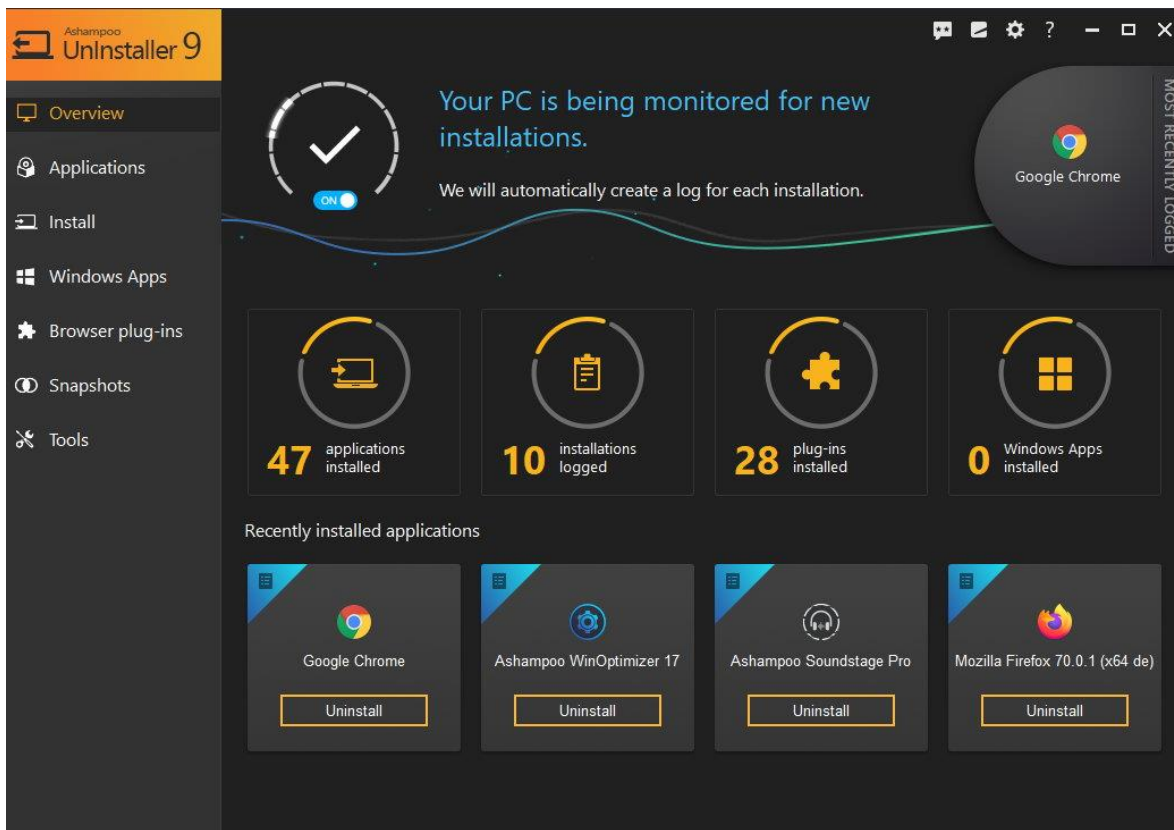 Ashampoo
UnInstaller 9
?
Overview
Applications
Install
Windows Apps
Browser plug-ins
Snapshots
Tools
Your PC is being monitored for new
installations.
ON
We will automatically create a log for each installation.
Google Chrome
MOST RECENTLY LOGGED
47 applications
installed
10 installations
logged
28 plug-ins
installed
0 Windows Apps
installed
Recently installed applications
Google Chrome
Uninstall
Ashampoo WinOptimizer 17
Uninstall
Ashampoo Soundstage Pro
Uninstall
Mozilla Firefox 70.0.1 (x64 de)
Uninstall